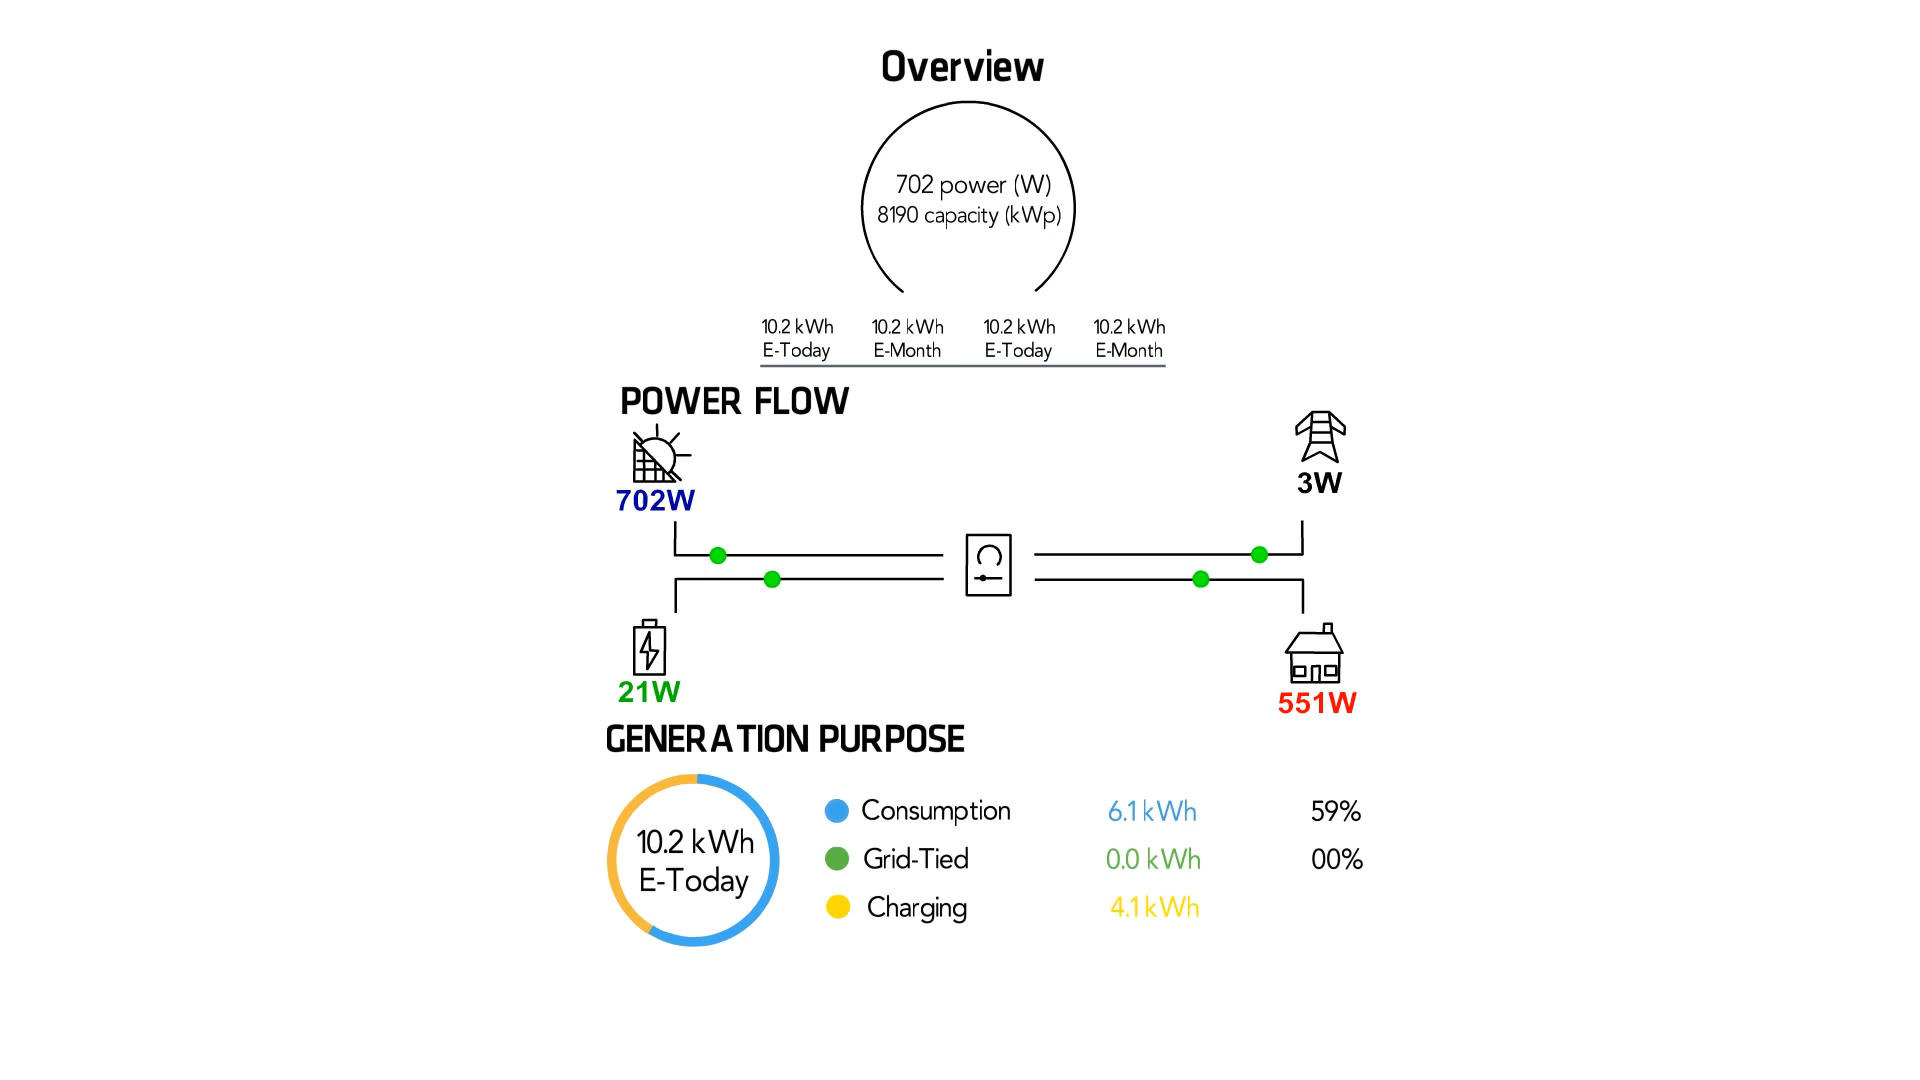 Overview
702 power (W)
8190 capacity (kWp)
10.2 kWh 10.2 kWh 10.2 kWh 10.2 kWh
E-Today E-Month E-Today E-Month
POWER FLOW
702W
3W
21W
551W
GENERATION PURPOSE
10.2 kWh
E-Today
Consumption 6.1 kWh 59%
Grid-Tied 0.0 kWh 00%
Charging 4.1 kWh